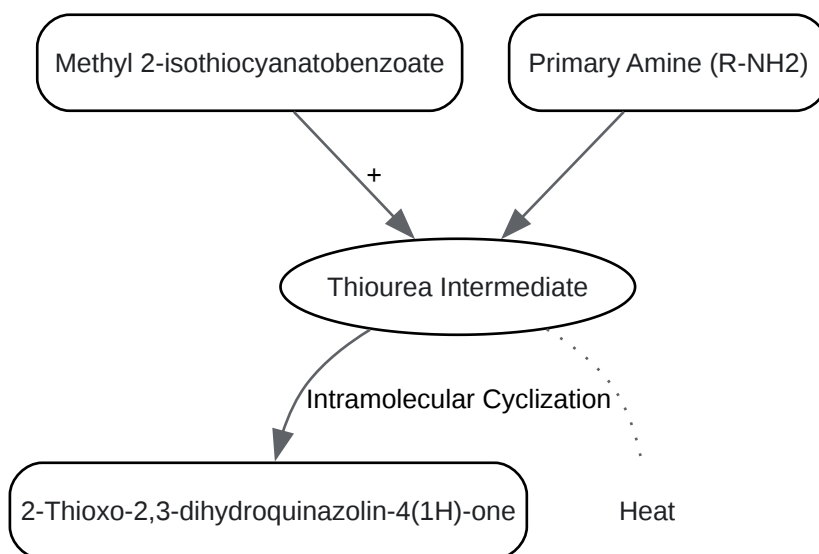 Methyl 2-isothiocyanatobenzoate
Primary Amine (R-NH2)
+
Thiourea Intermediate
Intramolecular Cyclization
2-Thioxo-2,3-dihydroquinazolin-4(1H)-one
Heat